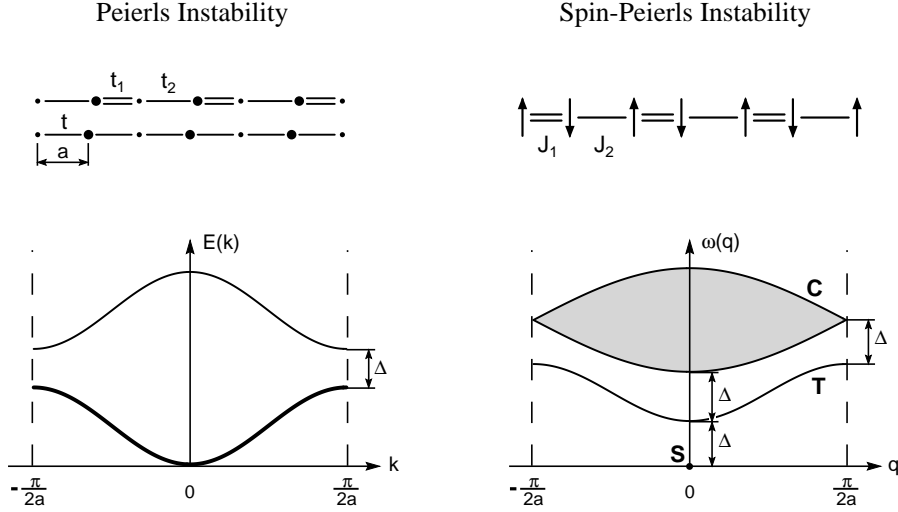 Peierls Instability
t₁ t₂
t
a
E(k)
Δ
k
-π/2a
0
π/2a
Spin-Peierls Instability
J₁ J₂
ω(q)
C
Δ
T
Δ
Δ
S
q
-π/2a
0
π/2a